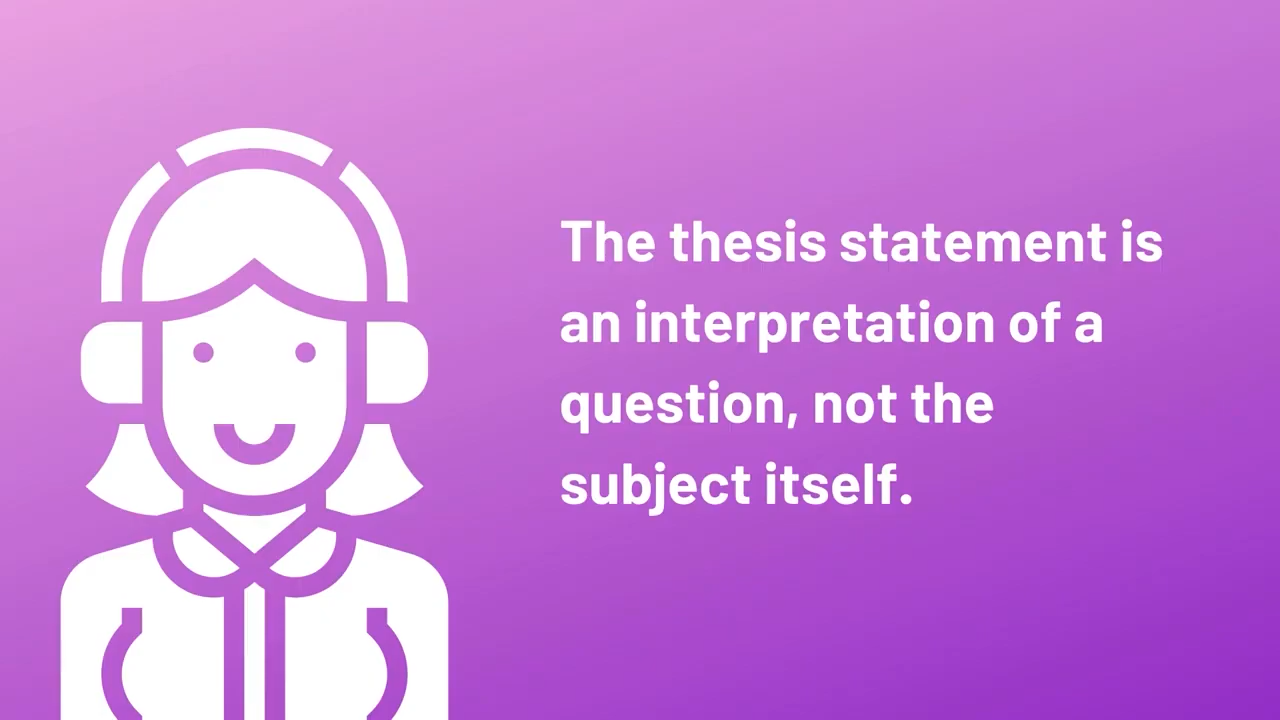 The thesis statement is
an interpretation of a
question, not the
subject itself.